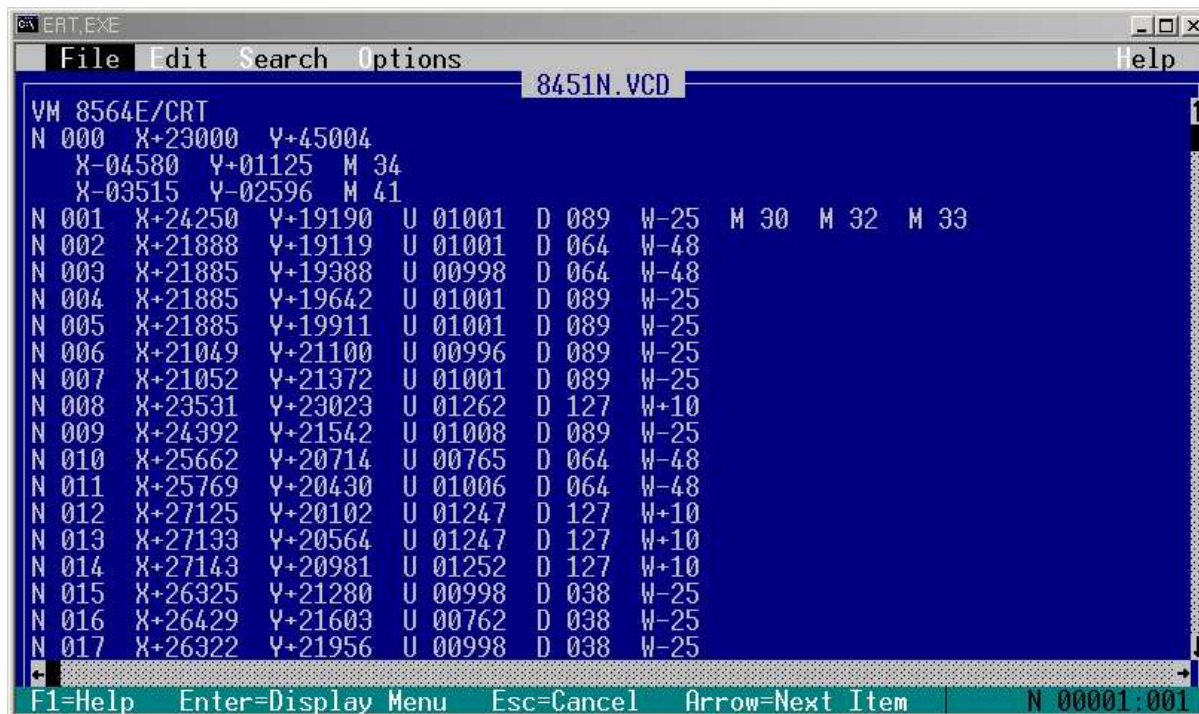 ERT.EXE
File Edit Search Options Help
8451N.VCD
VM 8564E/CRT
N 000 X+23000 Y+45004
X-04580 Y+01125 M 34
X-03515 Y-02596 M 41
N 001 X+24250 Y+19190 U 01001 D 089 W-25 M 30 M 32 M 33
N 002 X+21888 Y+19119 U 01001 D 064 W-48
N 003 X+21885 Y+19388 U 00998 D 064 W-48
N 004 X+21885 Y+19642 U 01001 D 089 W-25
N 005 X+21885 Y+19911 U 01001 D 089 W-25
N 006 X+21049 Y+21100 U 00996 D 089 W-25
N 007 X+21052 Y+21372 U 01001 D 089 W-25
N 008 X+23531 Y+23023 U 01262 D 127 W+10
N 009 X+24392 Y+21542 U 01008 D 089 W-25
N 010 X+25662 Y+20714 U 00765 D 064 W-48
N 011 X+25769 Y+20430 U 01006 D 064 W-48
N 012 X+27125 Y+20102 U 01247 D 127 W+10
N 013 X+27133 Y+20564 U 01247 D 127 W+10
N 014 X+27143 Y+20981 U 01252 D 127 W+10
N 015 X+26325 Y+21280 U 00998 D 038 W-25
N 016 X+26429 Y+21603 U 00762 D 038 W-25
N 017 X+26322 Y+21956 U 00998 D 038 W-25
F1=Help Enter=Display Menu Esc=Cancel Arrow=Next Item N 00001:001